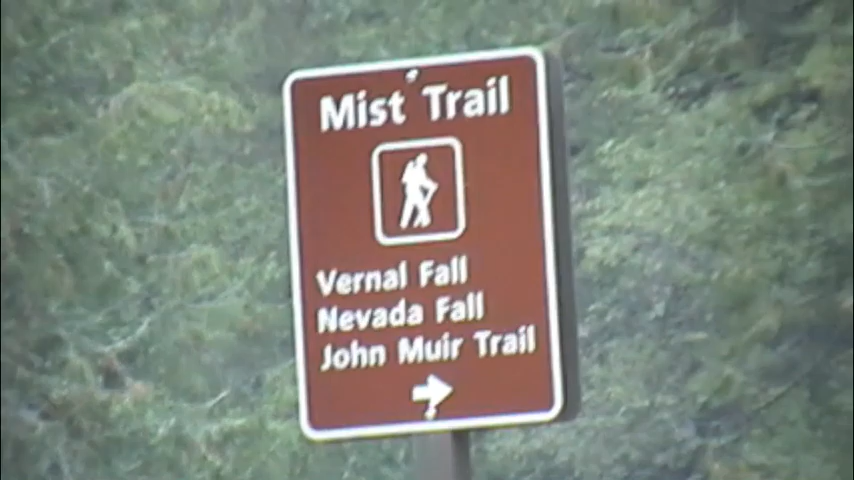 Mist Trail
Vernal Fall
Nevada Fall
John Muir Trail